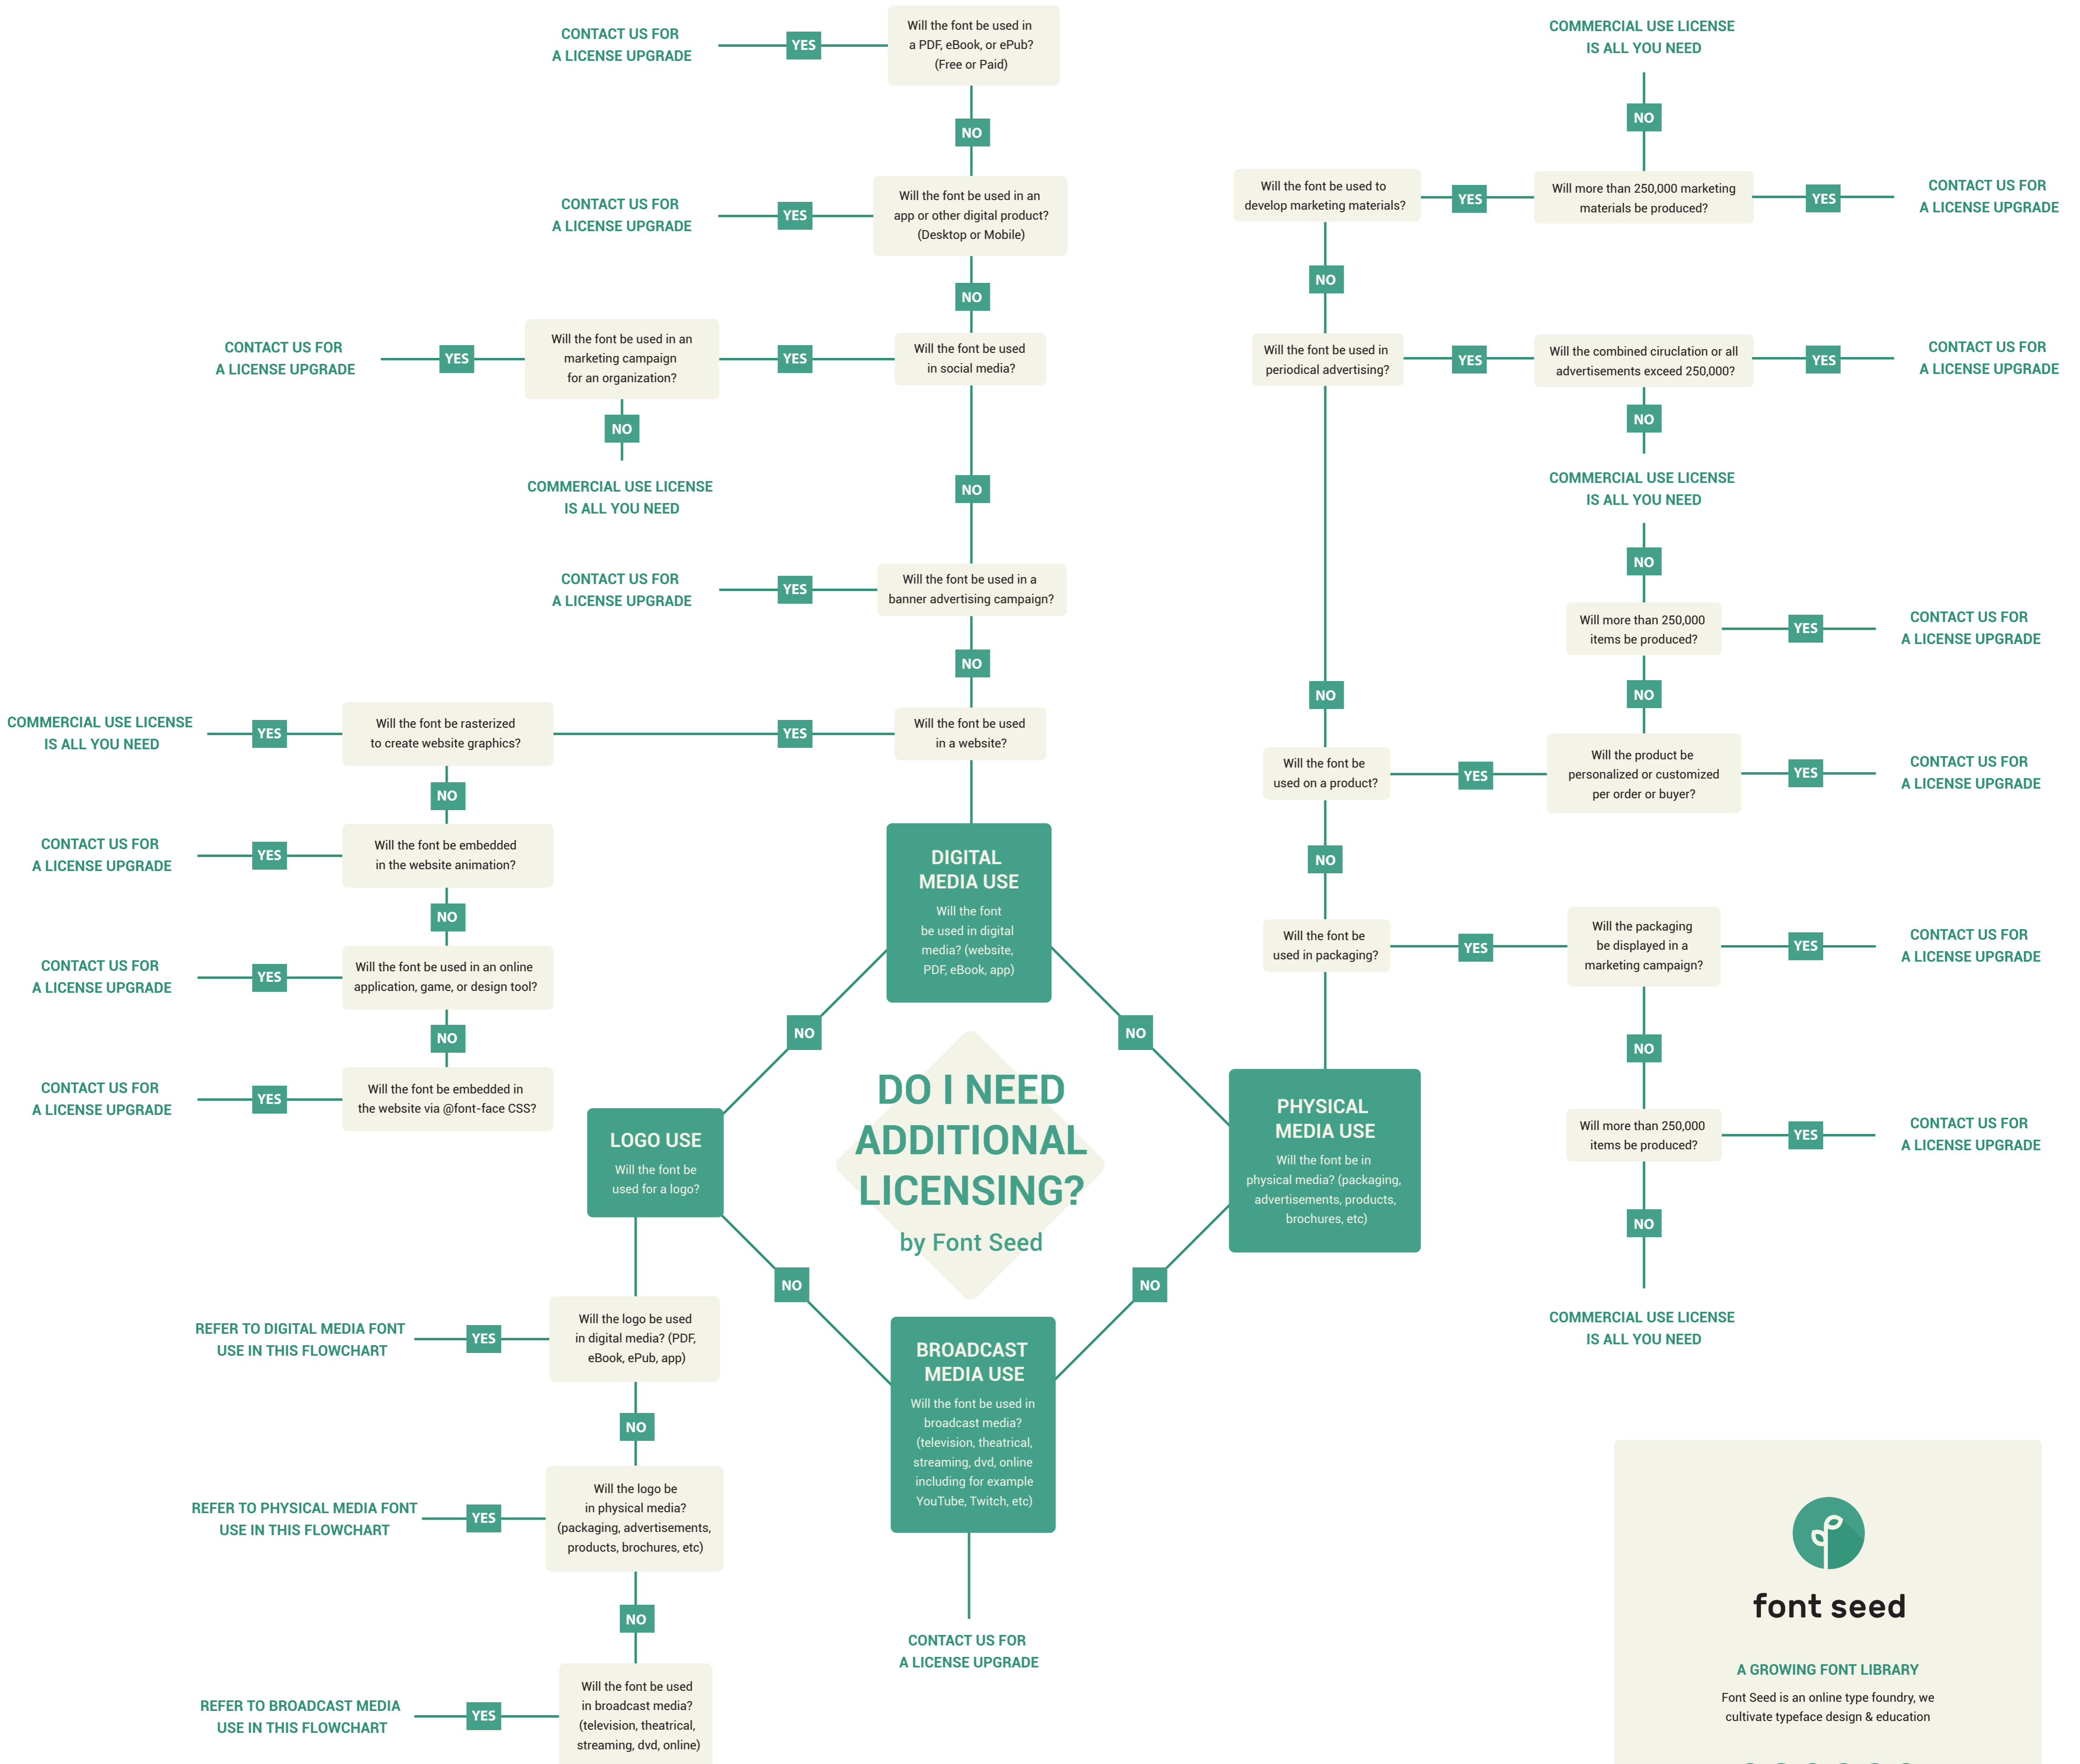 CONTACT US FOR
A LICENSE UPGRADE
YES
Will the font be used in
a PDF, eBook, or ePub?
(Free or Paid)
NO
CONTACT US FOR
A LICENSE UPGRADE
YES
Will the font be used in an
app or other digital product?
(Desktop or Mobile)
NO
CONTACT US FOR
A LICENSE UPGRADE
YES
Will the font be used in an
marketing campaign
for an organization?
YES
Will the font be used
in social media?
NO
COMMERCIAL USE LICENSE
IS ALL YOU NEED
NO
CONTACT US FOR
A LICENSE UPGRADE
YES
Will the font be used in a
banner advertising campaign?
NO
COMMERCIAL USE LICENSE
IS ALL YOU NEED
YES
Will the font be rasterized
to create website graphics?
YES
Will the font be used
in a website?
NO
CONTACT US FOR
A LICENSE UPGRADE
YES
Will the font be embedded
in the website animation?
NO
CONTACT US FOR
A LICENSE UPGRADE
YES
Will the font be used in an online
application, game, or design tool?
NO
CONTACT US FOR
A LICENSE UPGRADE
YES
Will the font be embedded in
the website via @font-face CSS?
DIGITAL
MEDIA USE
Will the font
be used in digital
media? (website,
PDF, eBook, app)
NO
NO
DO I NEED
ADDITIONAL
LICENSING?
by Font Seed
LOGO USE
Will the font be
used for a logo?
NO
NO
PHYSICAL
MEDIA USE
Will the font be in
physical media? (packaging,
advertisements, products,
brochures, etc)
BROADCAST
MEDIA USE
Will the font be used in
broadcast media?
(television, theatrical,
streaming, dvd, online
including for example
YouTube, Twitch, etc)
CONTACT US FOR
A LICENSE UPGRADE
REFER TO DIGITAL MEDIA FONT
USE IN THIS FLOWCHART
YES
Will the logo be used
in digital media? (PDF,
eBook, ePub, app)
NO
REFER TO PHYSICAL MEDIA FONT
USE IN THIS FLOWCHART
YES
Will the logo be
in physical media?
(packaging, advertisements,
products, brochures, etc)
NO
REFER TO BROADCAST MEDIA
USE IN THIS FLOWCHART
YES
Will the font be used
in broadcast media?
(television, theatrical,
streaming, dvd, online)
COMMERCIAL USE LICENSE
IS ALL YOU NEED
NO
Will the font be used to
develop marketing materials?
YES
Will more than 250,000 marketing
materials be produced?
YES
CONTACT US FOR
A LICENSE UPGRADE
NO
Will the font be used in
periodical advertising?
YES
Will the combined ciruclation or all
advertisements exceed 250,000?
YES
CONTACT US FOR
A LICENSE UPGRADE
NO
COMMERCIAL USE LICENSE
IS ALL YOU NEED
NO
Will more than 250,000
items be produced?
YES
CONTACT US FOR
A LICENSE UPGRADE
NO
NO
Will the font be
used on a product?
YES
Will the product be
personalized or customized
per order or buyer?
YES
CONTACT US FOR
A LICENSE UPGRADE
NO
Will the font be
used in packaging?
YES
Will the packaging
be displayed in a
marketing campaign?
YES
CONTACT US FOR
A LICENSE UPGRADE
NO
Will more than 250,000
items be produced?
YES
CONTACT US FOR
A LICENSE UPGRADE
NO
COMMERCIAL USE LICENSE
IS ALL YOU NEED
font seed
A GROWING FONT LIBRARY
Font Seed is an online type foundry, we
cultivate typeface design & education